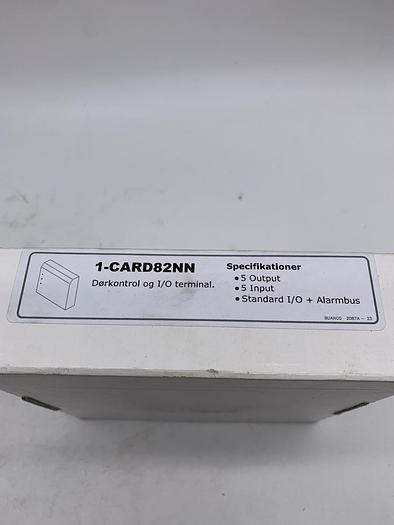 1-CARD82NN
Dørkontrol og I/O terminal.
Specifikationer
• 5 Output
• 5 Input
• Standard I/O + Alarmbus